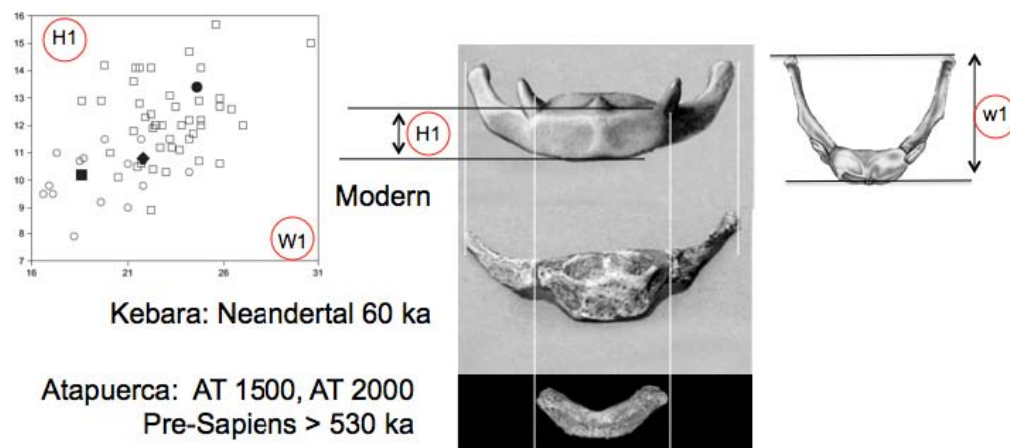 16
15
14
13
12
11
10
9
8
7
16 21 26 31
H1
W1
H1
w1
Modern
Kebara: Neandertal 60 ka
Atapuerca: AT 1500, AT 2000
Pre-Sapiens > 530 ka